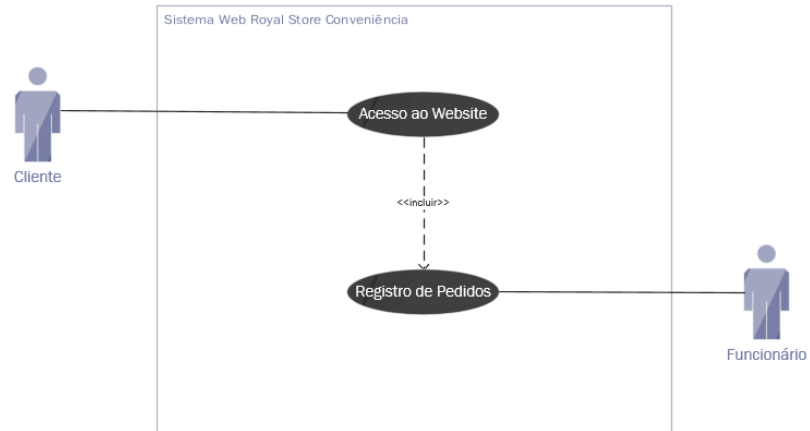 Sistema Web Royal Store Conveniência
Acesso ao Website
Cliente
<<incluir>>
Registro de Pedidos
Funcionário